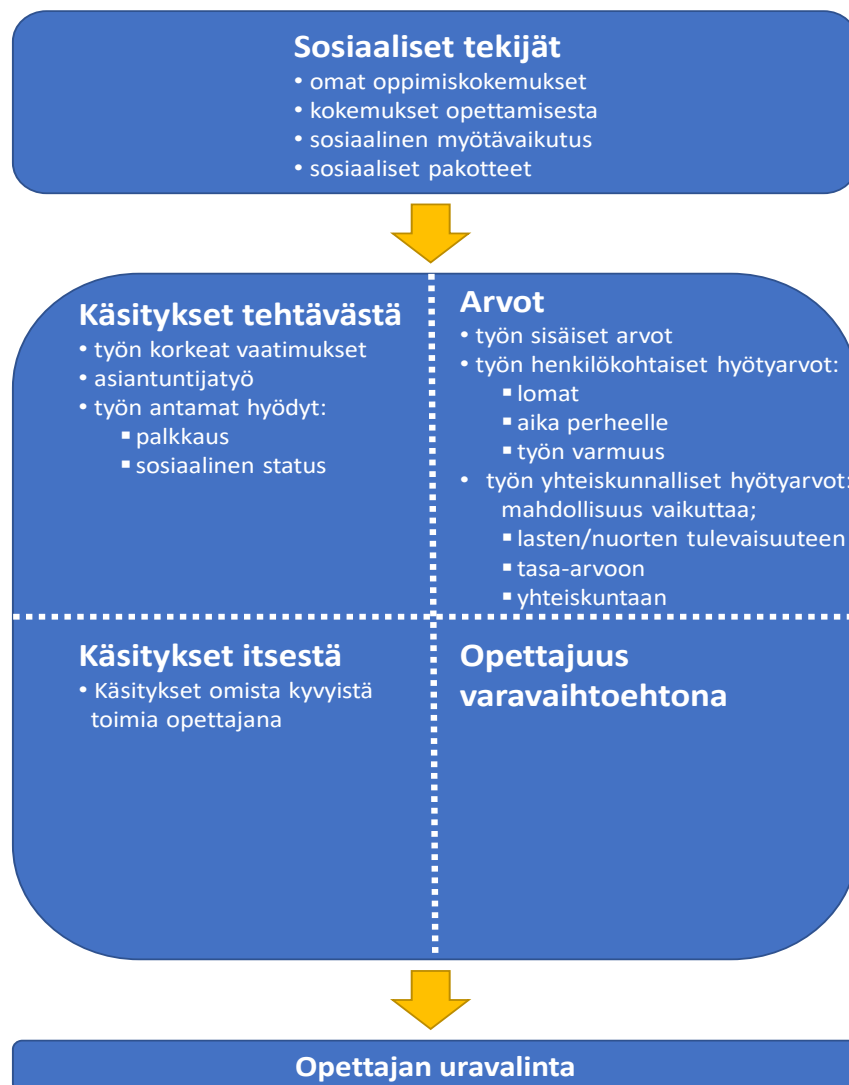 Sosiaaliset tekijät
• omat oppimiskokemukset
• kokemukset opettamisesta
• sosiaalinen myötävaikutus
• sosiaaliset pakotteet
Käsitykset tehtävästä
• työn korkeat vaatimukset
• asiantuntijatyö
• työn antamat hyödyt:
▪ palkkaus
▪ sosiaalinen status
Arvot
• työn sisäiset arvot
• työn henkilökohtaiset hyötyarvot:
▪ lomat
▪ aika perheelle
▪ työn varmuus
• työn yhteiskunnalliset hyötyarvot:
mahdollisuus vaikuttaa;
▪ lasten/nuorten tulevaisuuteen
▪ tasa-arvoon
▪ yhteiskuntaan
Käsitykset itsestä
• Käsitykset omista kyvyistä
toimia opettajana
Opettajuus
varavaihtoehtona
Opettajan uravalinta